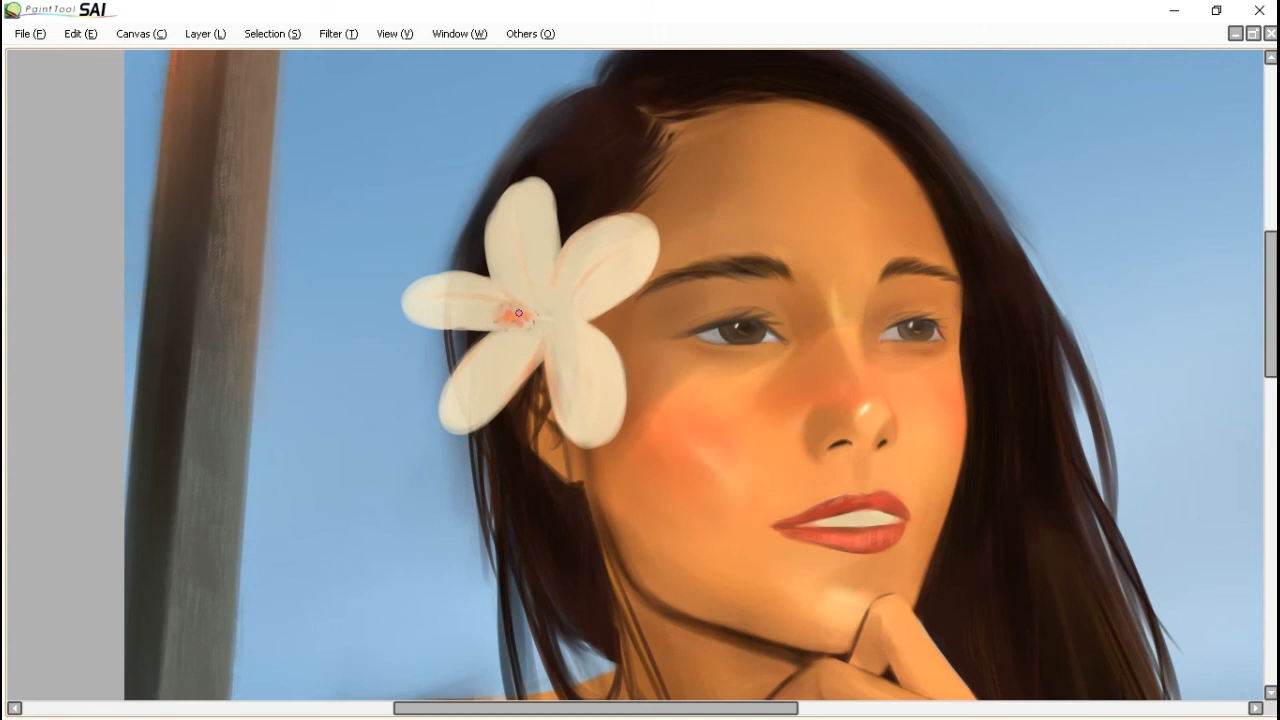 PaintTool SAI
File (F) Edit (E) Canvas (C) Layer (L) Selection (S) Filter (T) View (V) Window (W) Others (O)